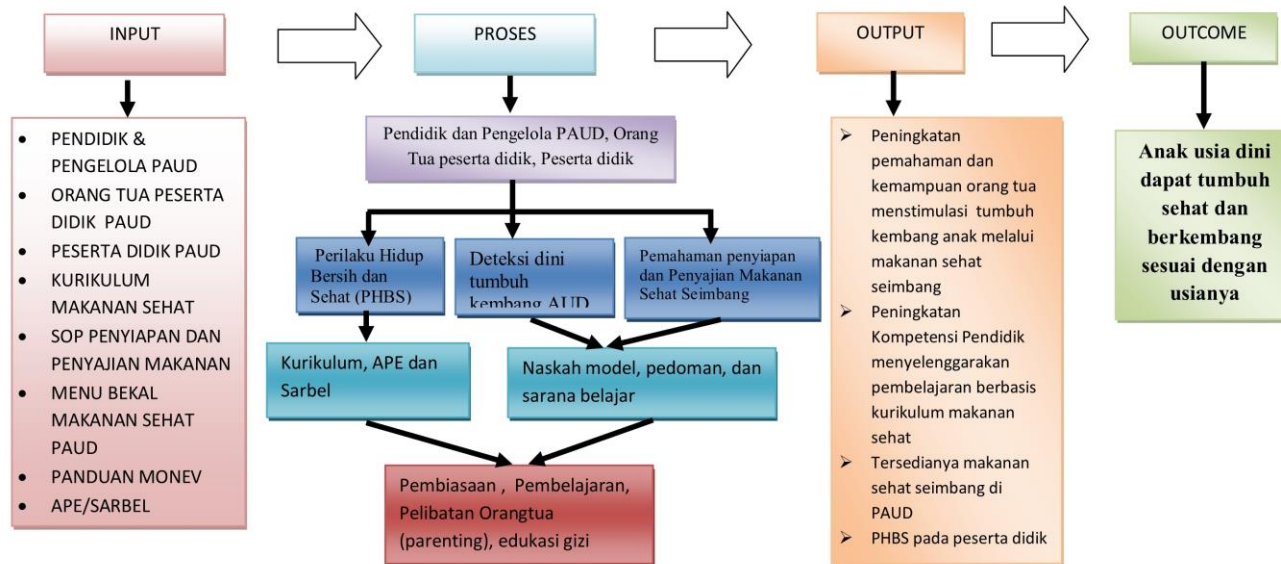 INPUT
PROSES
OUTPUT
OUTCOME
• PENDIDIK &
PENGELOLA PAUD
• ORANG TUA PESERTA
DIDIK PAUD
• PESERTA DIDIK PAUD
• KURIKULUM
MAKANAN SEHAT
• SOP PENYIAPAN DAN
PENYAJIAN MAKANAN
• MENU BEKAL
MAKANAN SEHAT
PAUD
• PANDUAN MONEV
• APE/SARBEL
Pendidik dan Pengelola PAUD, Orang
Tua peserta didik, Peserta didik
Perilaku Hidup
Bersih dan
Sehat (PHBS)
Deteksi dini
tumbuh
kembang AUD
Pemahaman penyiapan
dan Penyajian Makanan
Sehat Seimbang
Kurikulum, APE dan
Sarbel
Naskah model, pedoman, dan
sarana belajar
Pembiasaan , Pembelajaran,
Pelibatan Orangtua
(parenting), edukasi gizi
➢ Peningkatan
pemahaman dan
kemampuan orang tua
menstimulasi tumbuh
kembang anak melalui
makanan sehat
seimbang
➢ Peningkatan
Kompetensi Pendidik
menyelenggarakan
pembelajaran berbasis
kurikulum makanan
sehat
➢ Tersedianya makanan
sehat seimbang di
PAUD
➢ PHBS pada peserta didik
Anak usia dini
dapat tumbuh
sehat dan
berkembang
sesuai dengan
usianya